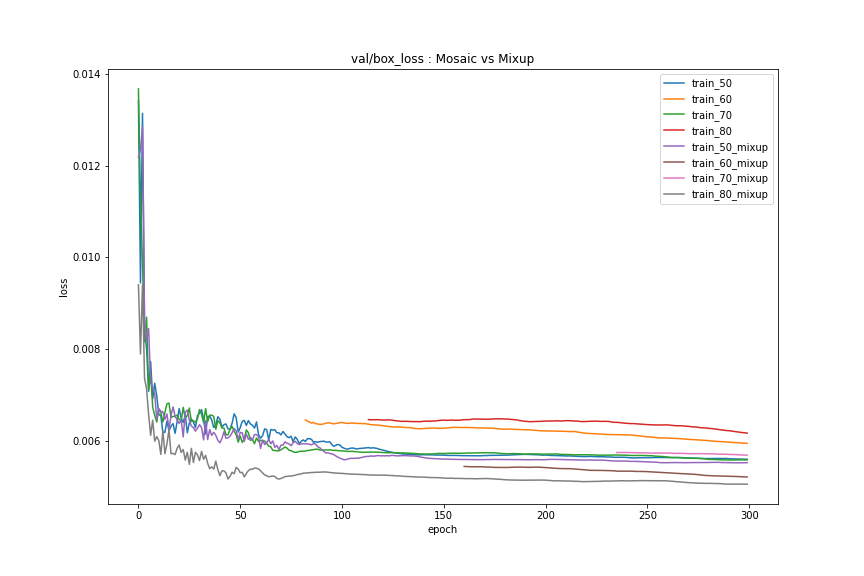 val/box_loss : Mosaic vs Mixup
0.014
0.012
0.010
0.008
0.006
loss
train_50
train_60
train_70
train_80
train_50_mixup
train_60_mixup
train_70_mixup
train_80_mixup
0 50 100 150 200 250 300
epoch